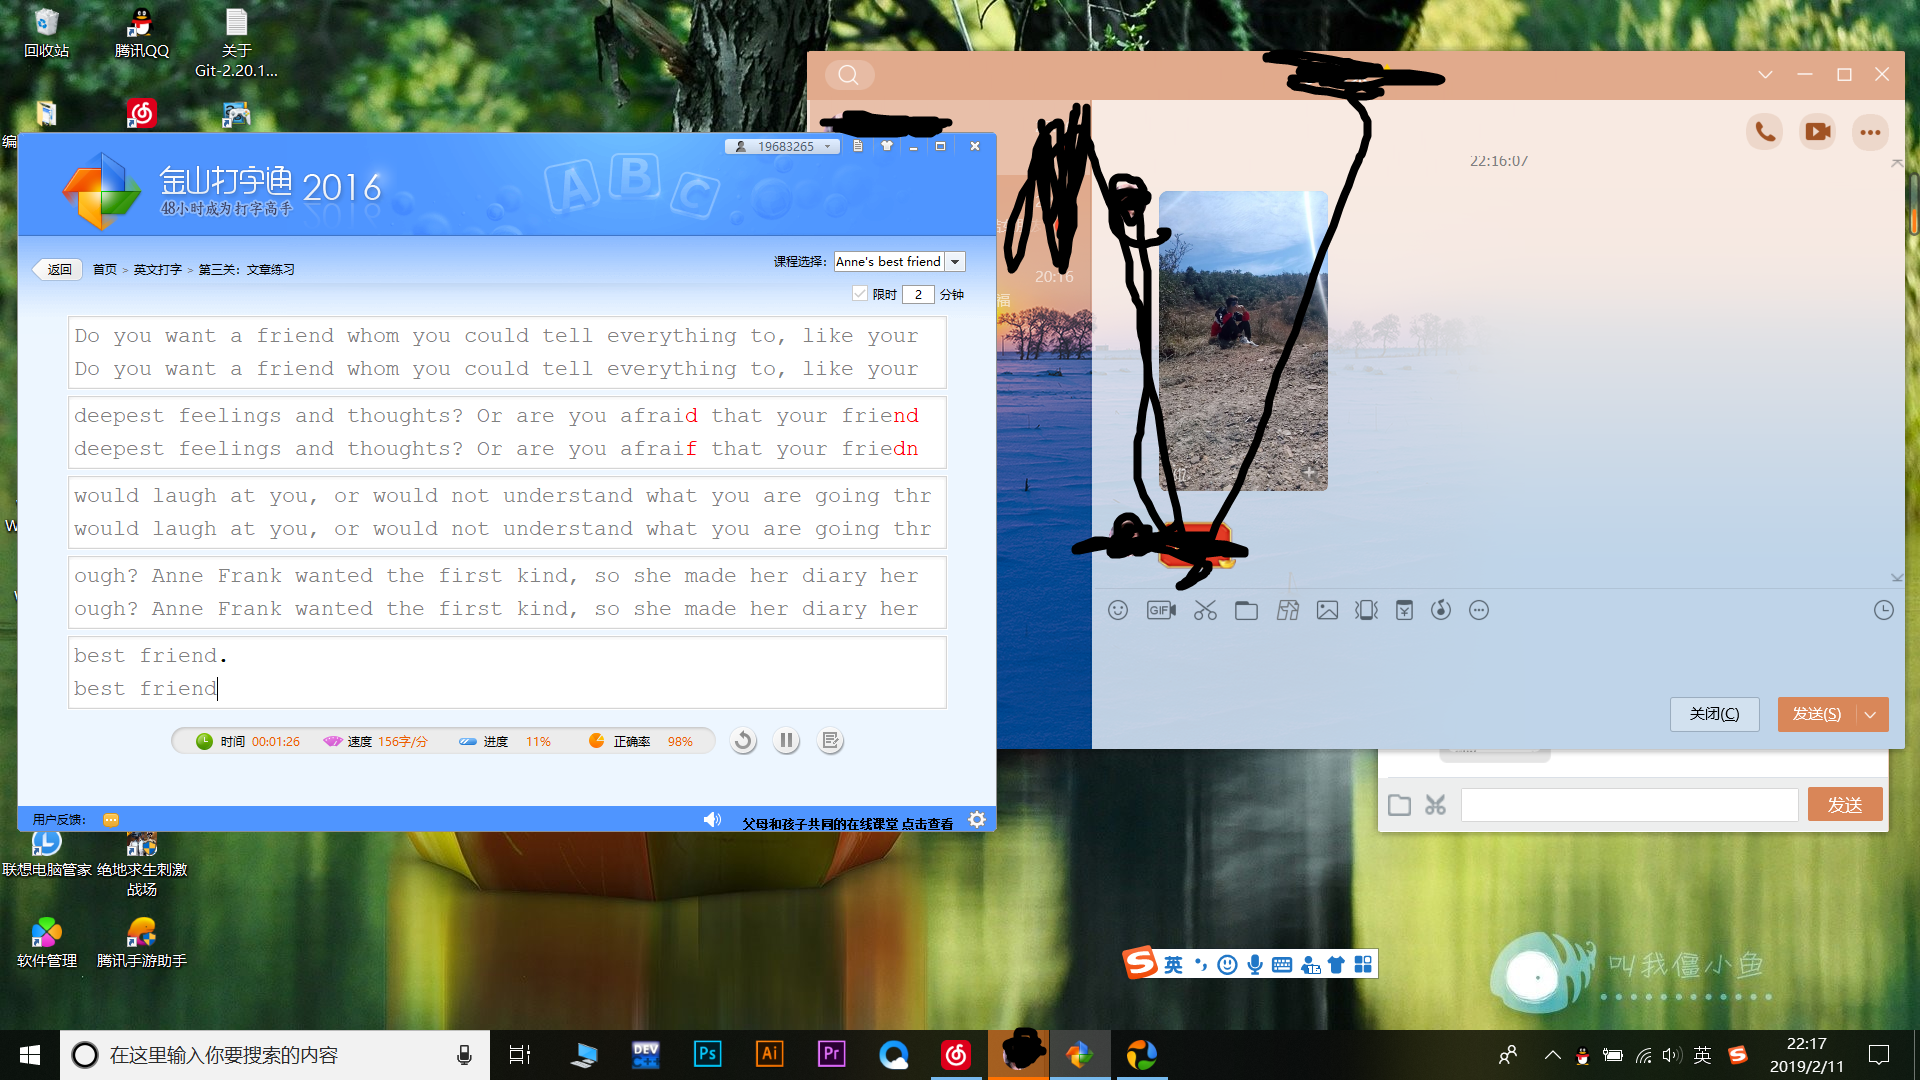 回收站
腾讯QQ
关于
Git-2.20.1...
编
金山打字通 2016
48小时成为打字高手
A B C
19683265
返回
首页 > 英文打字 > 第三关：文章练习
课程选择： Anne's best friend
限时 2 分钟
Do you want a friend whom you could tell everything to, like your
Do you want a friend whom you could tell everything to, like your
deepest feelings and thoughts? Or are you afraid that your friend
deepest feelings and thoughts? Or are you afraif that your friedn
would laugh at you, or would not understand what you are going thr
would laugh at you, or would not understand what you are going thr
ough? Anne Frank wanted the first kind, so she made her diary her
ough? Anne Frank wanted the first kind, so she made her diary her
best friend.
best friend
时间 00:01:26 速度 156字/分 进度 11% 正确率 98%
用户反馈：
父母和孩子共同的在线课堂 点击查看
22:16:07
20:16
福
GIF
关闭(C)
发送(S)
发送
联想电脑管家
绝地求生刺激
战场
软件管理
腾讯手游助手
S 英
叫我僵小鱼
在这里输入你要搜索的内容
DEV
Ps
Ai
Pr
英
22:17
2019/2/11